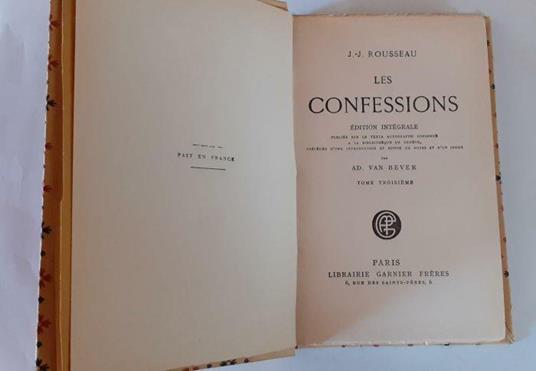 FAIT EN FRANCE
J.-J. ROUSSEAU
LES
CONFESSIONS
ÉDITION INTÉGRALE
PUBLIÉE SUR LE TEXTE AUTOGRAPHE CONSERVÉ
A LA BIBLIOTHÈQUE DE GENÈVE,
PRÉCÉDÉE D'UNE INTRODUCTION ET SUIVIE DE NOTES ET D'UN INDEX
PAR
AD. VAN BEVER
TOME TROISIÈME
PARIS
LIBRAIRIE GARNIER FRÈRES
6, RUE DES SAINTS-PÈRES, 6